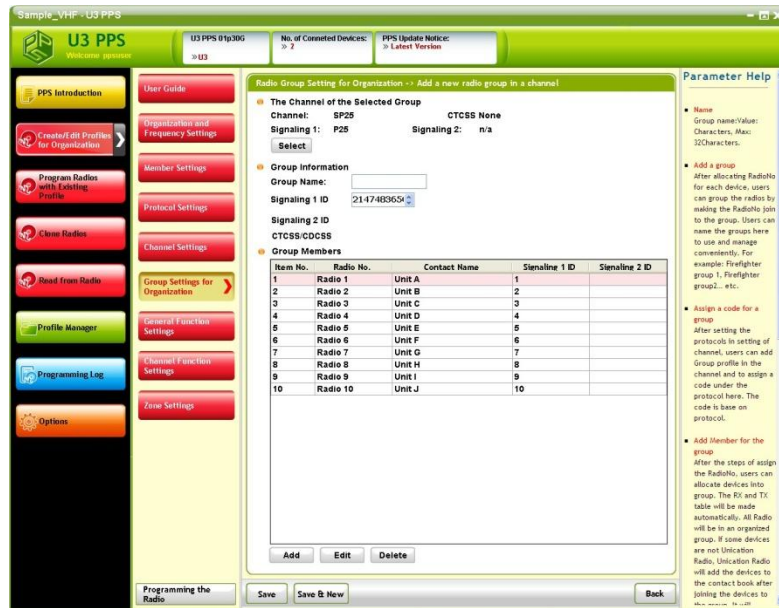 Sample_VHF - U3 PPS
U3 PPS
Welcome ppsuser
U3 PPS 01p30G
>> U3
No. of Conneted Devices:
>> 2
PPS Update Notice:
>> Latest Version
PPS Introduction
Create/Edit Profiles
for Organization
Program Radios
with Existing
Profile
Clone Radios
Read from Radio
Profile Manager
Programming Log
Options
User Guide
Organization and
Frequency Settings
Member Settings
Protocol Settings
Channel Settings
Group Settings for
Organization
General Function
Settings
Channel Function
Settings
Zone Settings
Programming the
Radio
Radio Group Setting for Organization -> Add a new radio group in a channel
The Channel of the Selected Group
Channel: SP25 CTCSS None
Signaling 1: P25 Signaling 2: n/a
Select
Group Information
Group Name:
Signaling 1 ID 214748365
Signaling 2 ID
CTCSS/CDCSS
Group Members
Item No. Radio No. Contact Name Signaling 1 ID Signaling 2 ID
1 Radio 1 Unit A 1
2 Radio 2 Unit B 2
3 Radio 3 Unit C 3
4 Radio 4 Unit D 4
5 Radio 5 Unit E 5
6 Radio 6 Unit F 6
7 Radio 7 Unit G 7
8 Radio 8 Unit H 8
9 Radio 9 Unit I 9
10 Radio 10 Unit J 10
Add Edit Delete
Save Save & New Back
Parameter Help
Name
Group name:Value:
Characters, Max:
32Characters.
Add a group
After allocating RadioNo
for each device, users
can group the radios by
making the RadioNo join
to the group. Users can
name the groups here
to use and manage
conveniently. For
example: Firefighter
group 1, Firefighter
group2... etc.
Assign a code for a
group
After setting the
protocols in setting of
channel, users can add
Group profile in the
channel and to assign a
code under the
protocol here. The
code is base on
protocol.
Add Member for the
group
After the steps of assign
the RadioNo, users can
allocate devices into
group. The RX and TX
table will be made
automatically. All Radio
will be in an organized
group. If some devices
are not Unication
Radio, Unication Radio
will add the devices to
the contact book after
joining the devices to